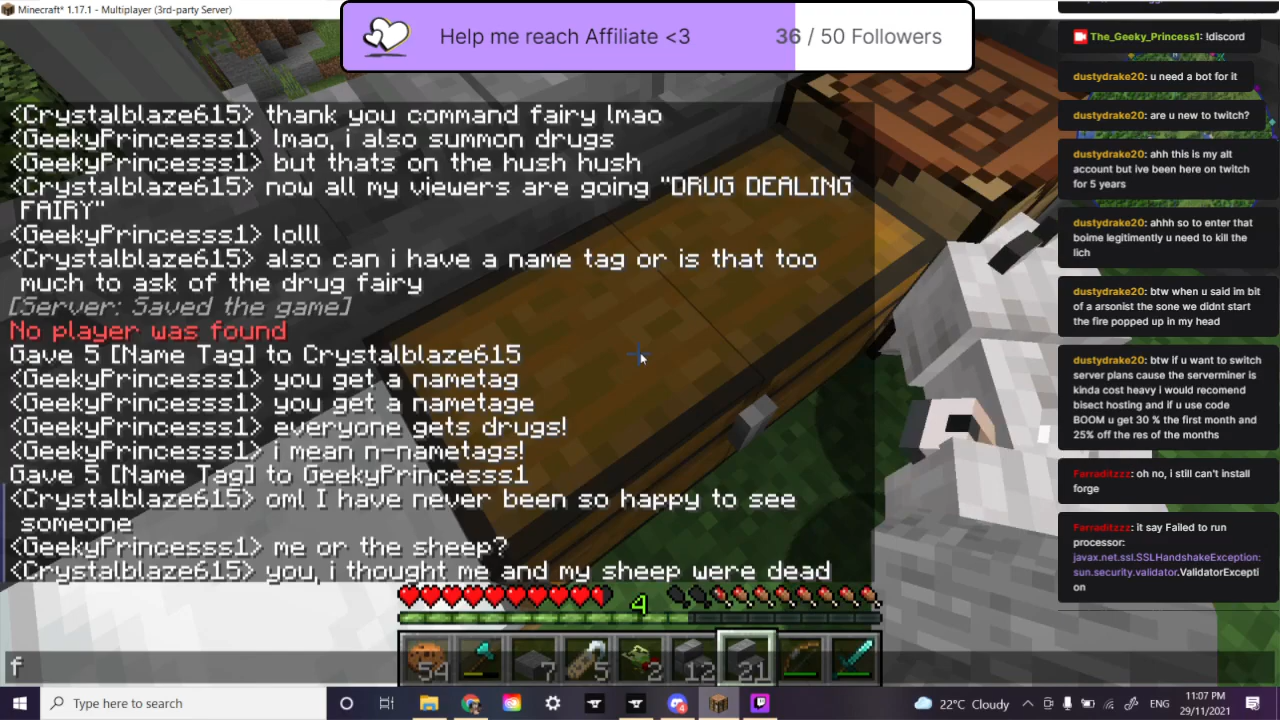 Minecraft* 1.17.1 - Multiplayer (3rd-party Server)
Help me reach Affiliate <3
36 / 50 Followers
<Crystalblaze615> thank you command fairy lmao
<GeekyPrincesss1> lmao, i also summon drugs
<GeekyPrincesss1> but thats on the hush hush
<Crystalblaze615> now all my viewers are going "DRUG DEALING
FAIRY"
<GeekyPrincesss1> lolll
<Crystalblaze615> also can i have a name tag or is that too
much to ask of the drug fairy
[Server: Saved the game]
No player was found
Gave 5 [Name Tag] to Crystalblaze615
<GeekyPrincesss1> you get a nametag
<GeekyPrincesss1> you get a nametage
<GeekyPrincesss1> everyone gets drugs!
<GeekyPrincesss1> i mean n-nametags!
Gave 5 [Name Tag] to GeekyPrincesss1
<Crystalblaze615> oml I have never been so happy to see
someone
<GeekyPrincesss1> me or the sheep?
<Crystalblaze615> you, i thought me and my sheep were dead
4
54
7
5
2
12
21
f
The_Geeky_Princess1: !discord
dustydrake20: u need a bot for it
dustydrake20: are u new to twitch?
dustydrake20: ahh this is my alt
account but ive been here on twitch
for 5 years
dustydrake20: ahhh so to enter that
boime legitimently u need to kill the
lich
dustydrake20: btw when u said im bit
of a arsonist the sone we didnt start
the fire popped up in my head
dustydrake20: btw if u want to switch
server plans cause the serverminer is
kinda cost heavy i would recomend
bisect hosting and if u use code
BOOM u get 30 % the first month and
25% off the res of the months
Farraditzzz: oh no, i still can't install
forge
Farraditzzz: it say Failed to run
processor:
javax.net.ssl.SSLHandshakeException:
sun.security.validator.ValidatorExcepti
on
Type here to search
22°C Cloudy
ENG
11:07 PM
29/11/2021